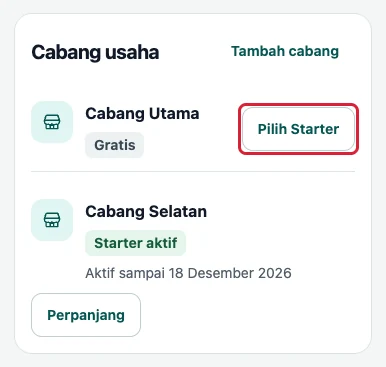 Cabang usaha
Tambah cabang
Cabang Utama
Gratis
Pilih Starter
Cabang Selatan
Starter aktif
Aktif sampai 18 Desember 2026
Perpanjang